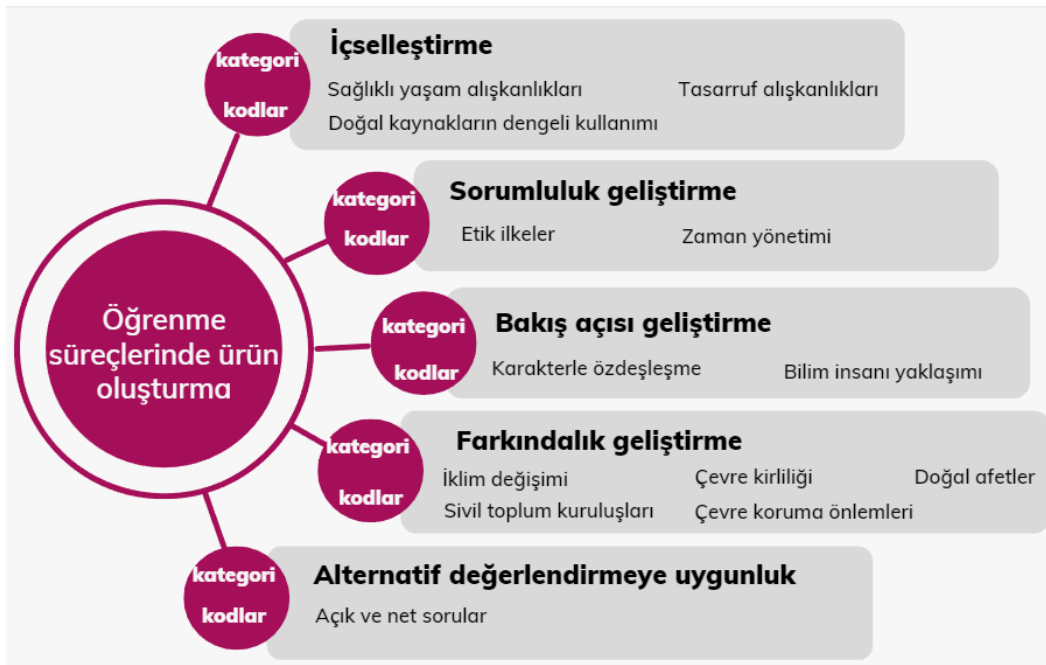 kategori
kodlar
İçselleştirme
Sağlıklı yaşam alışkanlıkları
Tasarruf alışkanlıkları
Doğal kaynakların dengeli kullanımı
kategori
kodlar
Sorumluluk geliştirme
Etik ilkeler
Zaman yönetimi
Öğrenme
süreçlerinde ürün
oluşturma
kategori
kodlar
Bakış açısı geliştirme
Karakterle özdeşleşme
Bilim insanı yaklaşımı
kategori
kodlar
Farkındalık geliştirme
İklim değişimi
Çevre kirliliği
Doğal afetler
Sivil toplum kuruluşları
Çevre koruma önlemleri
kategori
kodlar
Alternatif değerlendirmeye uygunluk
Açık ve net sorular